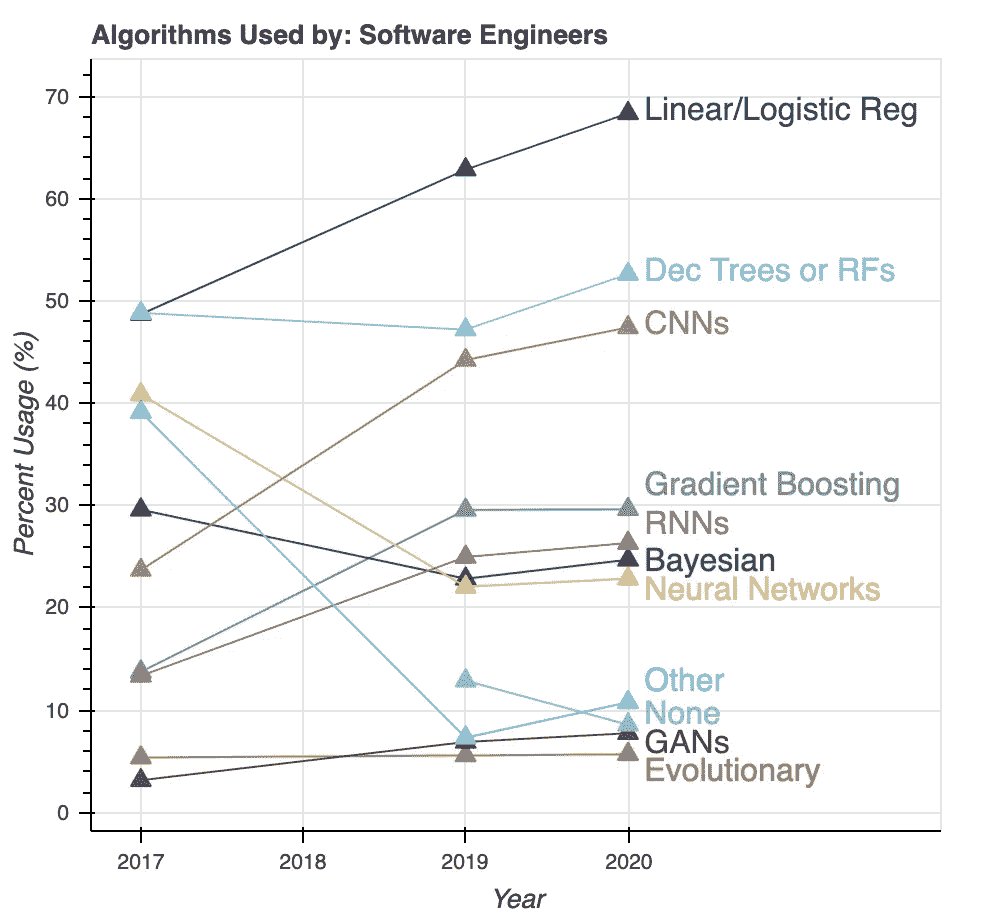 Algorithms Used by: Software Engineers
70
60
50
40
30
20
10
0
Percent Usage (%)
Linear/Logistic Reg
Dec Trees or RFs
CNNs
Gradient Boosting
RNNs
Bayesian
Neural Networks
Other
None
GANs
Evolutionary
2017 2018 2019 2020
Year